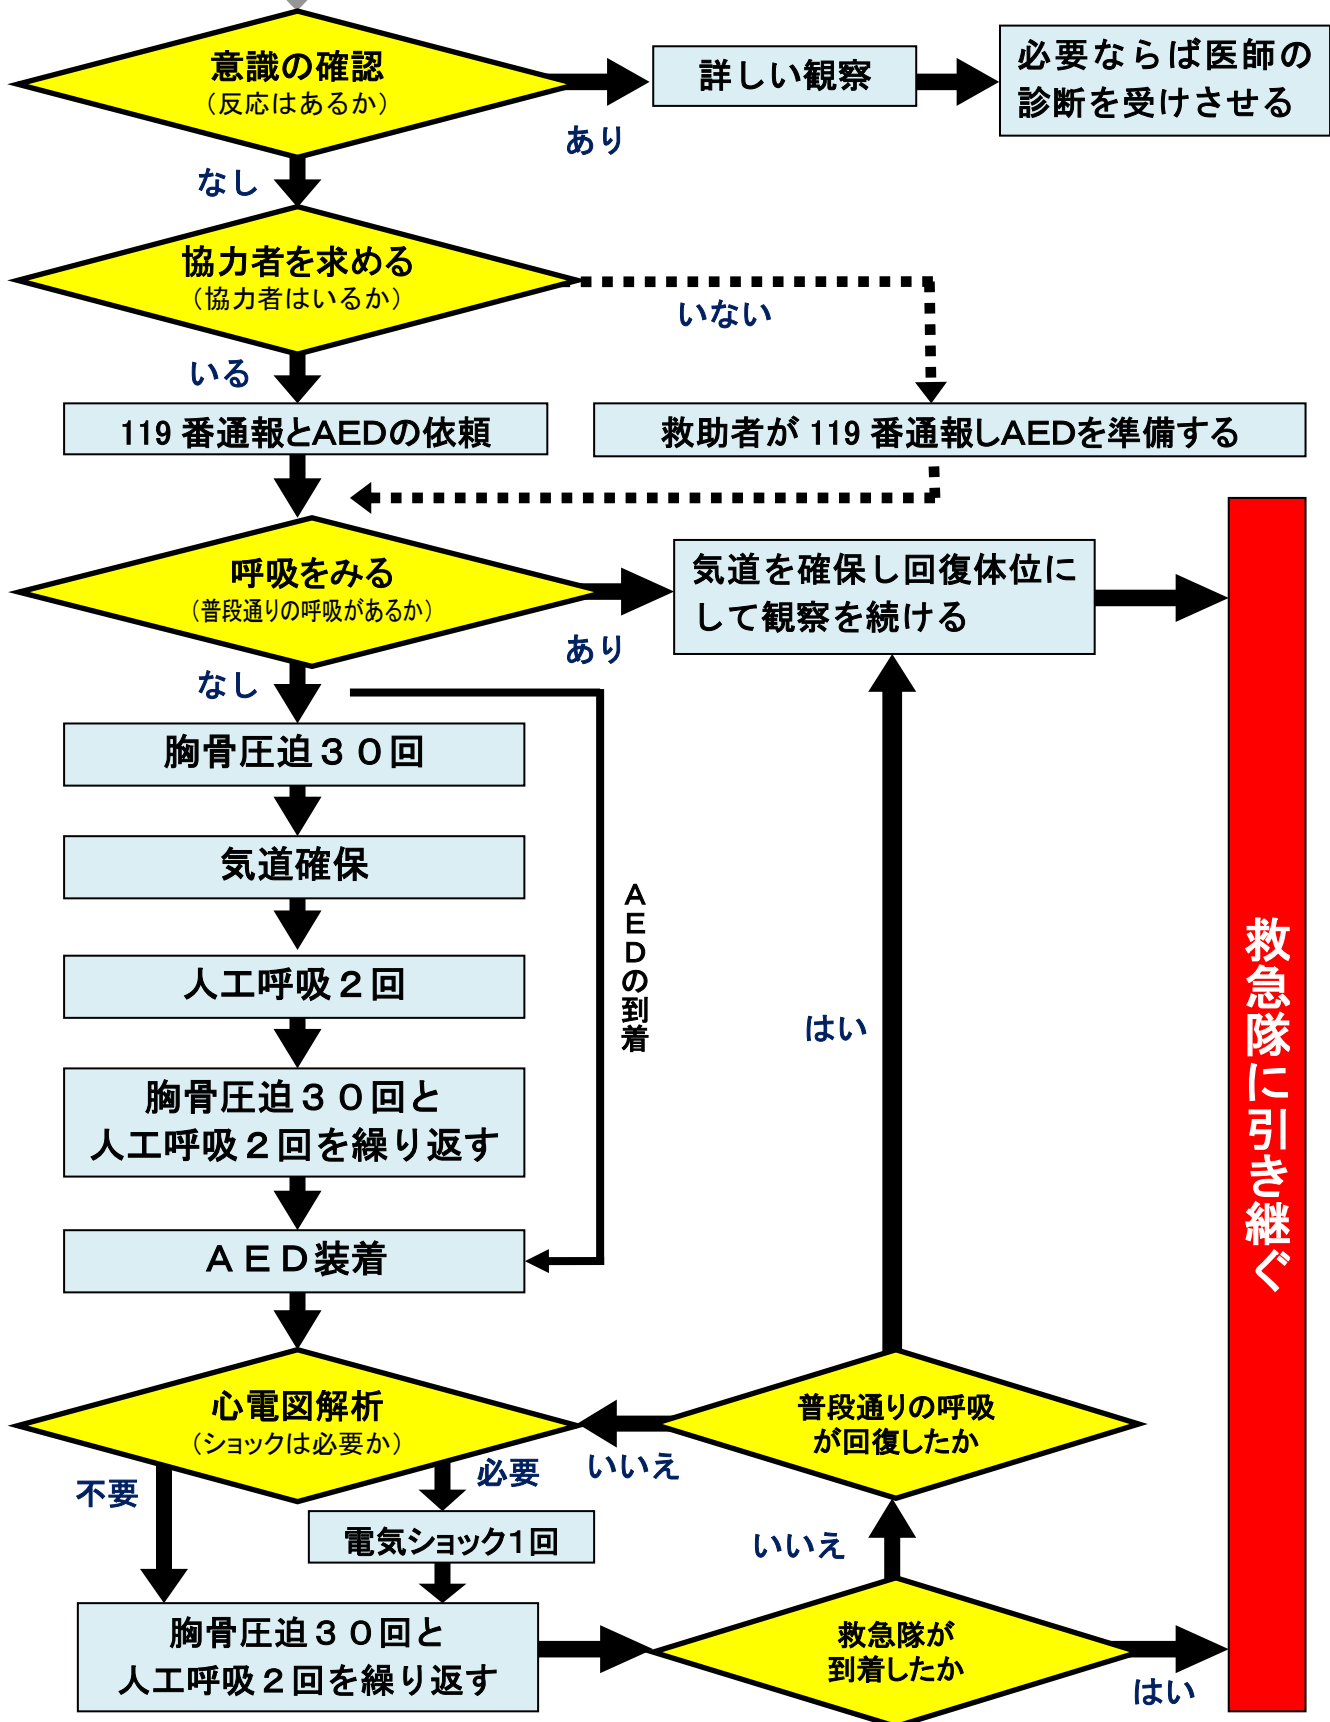 意識の確認
（反応はあるか）
あり
詳しい観察
必要ならば医師の
診断を受けさせる
なし
協力者を求める
（協力者はいるか）
いない
いる
119 番通報とAEDの依頼
救助者が 119 番通報しAEDを準備する
呼吸をみる
（普段通りの呼吸があるか）
あり
気道を確保し回復体位に
して観察を続ける
なし
胸骨圧迫３０回
気道確保
人工呼吸２回
胸骨圧迫３０回と
人工呼吸２回を繰り返す
AEDの到着
はい
救急隊に引き継ぐ
ＡＥＤ装着
心電図解析
（ショックは必要か）
不要
必要
いいえ
普段通りの呼吸
が回復したか
電気ショック1回
いいえ
胸骨圧迫３０回と
人工呼吸２回を繰り返す
救急隊が
到着したか
はい